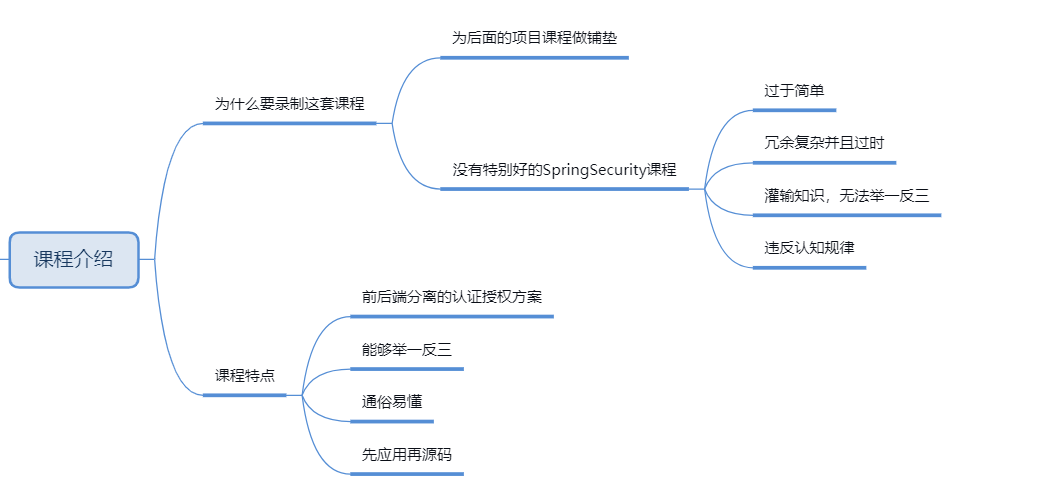 课程介绍
为什么要录制这套课程
为后面的项目课程做铺垫
没有特别好的SpringSecurity课程
过于简单
冗余复杂并且过时
灌输知识，无法举一反三
违反认知规律
课程特点
前后端分离的认证授权方案
能够举一反三
通俗易懂
先应用再源码